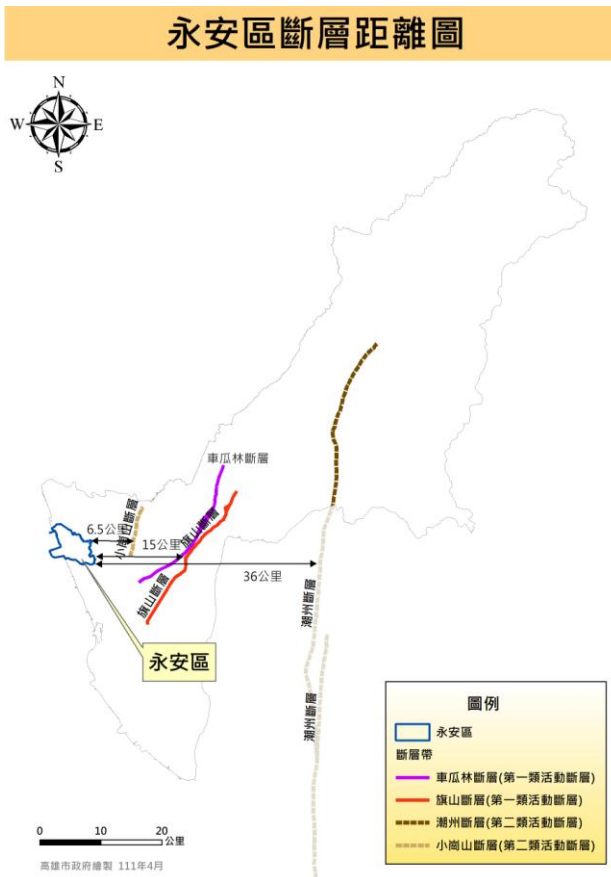 永安區斷層距離圖
N
W
E
S
車瓜林斷層
6.5公里
小崗山斷層
旗山斷層
15公里
36公里
旗山斷層
潮州斷層
永安區
潮州斷層
圖例
永安區
斷層帶
車瓜林斷層(第一類活動斷層)
旗山斷層(第一類活動斷層)
潮州斷層(第二類活動斷層)
小崗山斷層(第二類活動斷層)
0 10 20
公里
高雄市政府繪製 111年4月